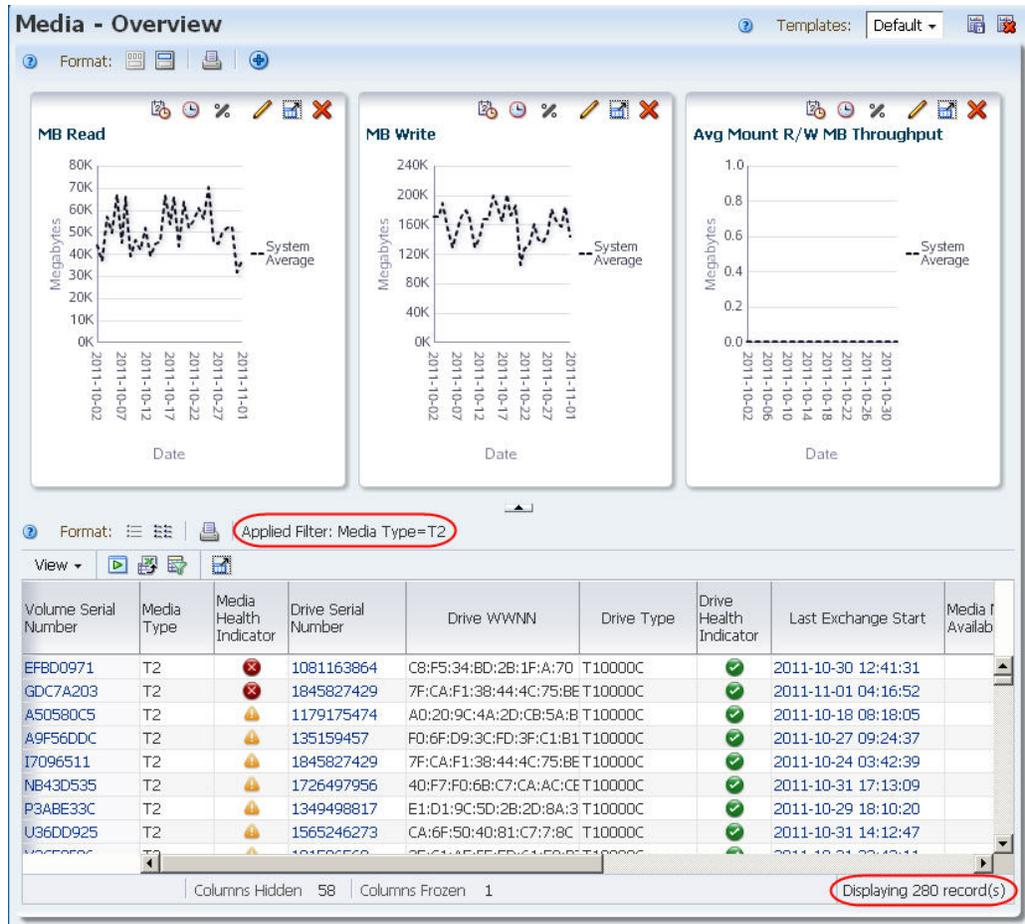 Media - Overview
Templates: Default
Format:
MB Read
80K
70K
60K
50K
40K
30K
20K
10K
0K
Megabytes
System Average
2011-10-02
2011-10-07
2011-10-12
2011-10-17
2011-10-22
2011-10-27
2011-11-01
Date
MB Write
240K
200K
160K
120K
80K
40K
0K
Megabytes
System Average
2011-10-02
2011-10-07
2011-10-12
2011-10-17
2011-10-22
2011-10-27
2011-11-01
Date
Avg Mount R/W MB Throughput
1.0
0.8
0.6
0.4
0.2
0.0
Megabytes
System Average
2011-10-02
2011-10-06
2011-10-10
2011-10-14
2011-10-18
2011-10-22
2011-10-26
2011-10-30
Date
Format: Applied Filter: Media Type=T2
View
Volume Serial Number Media Type Media Health Indicator Drive Serial Number Drive WWNN Drive Type Drive Health Indicator Last Exchange Start Media Availab
EFBD0971 T2 1081163864 C8:F5:34:BD:2B:1F:A:70 T10000C 2011-10-30 12:41:31
GDC7A203 T2 1845827429 7F:CA:F1:38:44:4C:75:BE T10000C 2011-11-01 04:16:52
A50580C5 T2 1179175474 A0:20:9C:4A:2D:CB:5A:B T10000C 2011-10-18 08:18:05
A9F56DDC T2 135159457 F0:6F:D9:3C:FD:3F:C1:B1 T10000C 2011-10-27 09:24:37
I7096511 T2 1845827429 7F:CA:F1:38:44:4C:75:BE T10000C 2011-10-24 03:42:39
NB43D535 T2 1726497956 40:F7:F0:6B:C7:CA:AC:CE T10000C 2011-10-31 17:13:09
P3ABE33C T2 1349498817 E1:D1:9C:5D:2B:2D:8A:3 T10000C 2011-10-29 18:10:20
U36DD925 T2 1565246273 CA:6F:50:40:81:C7:7:8C T10000C 2011-10-31 14:12:47
Columns Hidden 58 Columns Frozen 1 Displaying 280 record(s)